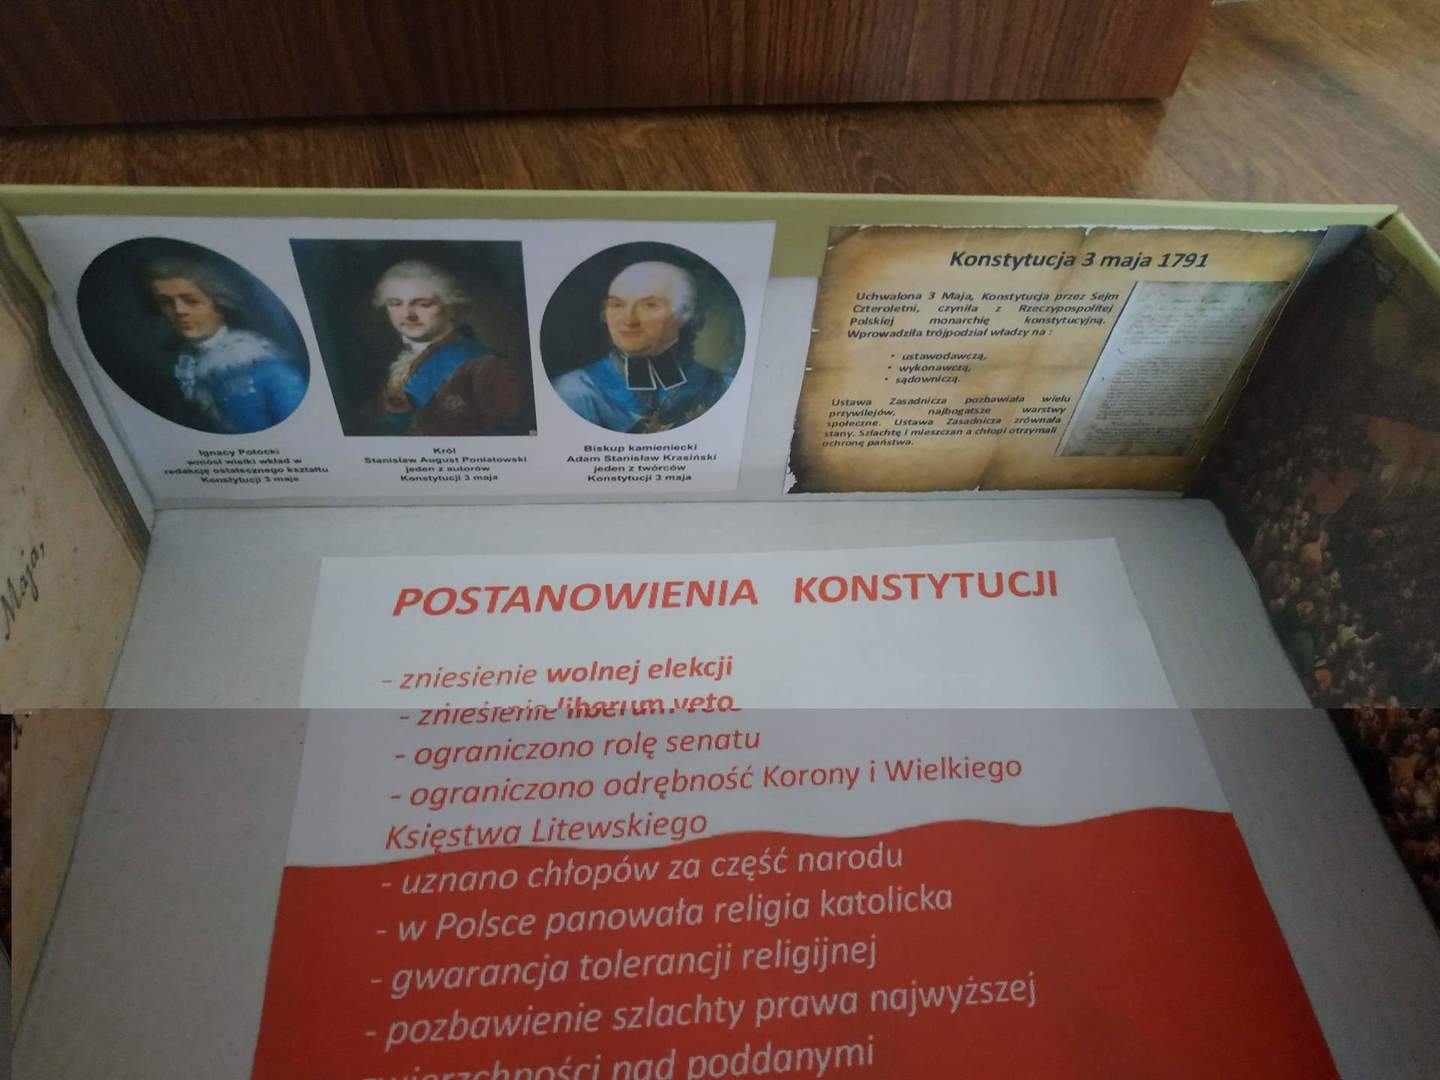 Ignacy Potocki
wniósł wielki wkład w
redakcję ostatecznego kształtu
Konstytucji 3 maja
Król
Stanisław August Poniatowski
jeden z autorów
Konstytucji 3 maja
Biskup kamieniecki
Adam Stanisław Krasiński
jeden z twórców
Konstytucji 3 maja
Konstytucja 3 maja 1791
Uchwalona 3 Maja, Konstytucja przez Sejm
Czteroletni, czyniła z Rzeczypospolitej
Polskiej monarchię konstytucyjną.
Wprowadziła trójpodział władzy na :
• ustawodawczą,
• wykonawczą,
• sądowniczą.
Ustawa Zasadnicza pozbawiała wielu
przywilejów, najbogatsze warstwy
społeczne. Ustawa Zasadnicza zrównała
stany. Szlachtę i mieszczan a chłopi otrzymali
ochronę państwa.
Maja,
POSTANOWIENIA KONSTYTUCJI
- zniesienie wolnej elekcji
- zniesienie liberum veto
- ograniczono rolę senatu
- ograniczono odrębność Korony i Wielkiego
Księstwa Litewskiego
- uznano chłopów za część narodu
- w Polsce panowała religia katolicka
- gwarancja tolerancji religijnej
- pozbawienie szlachty prawa najwyższej
zwierzchności nad poddanymi